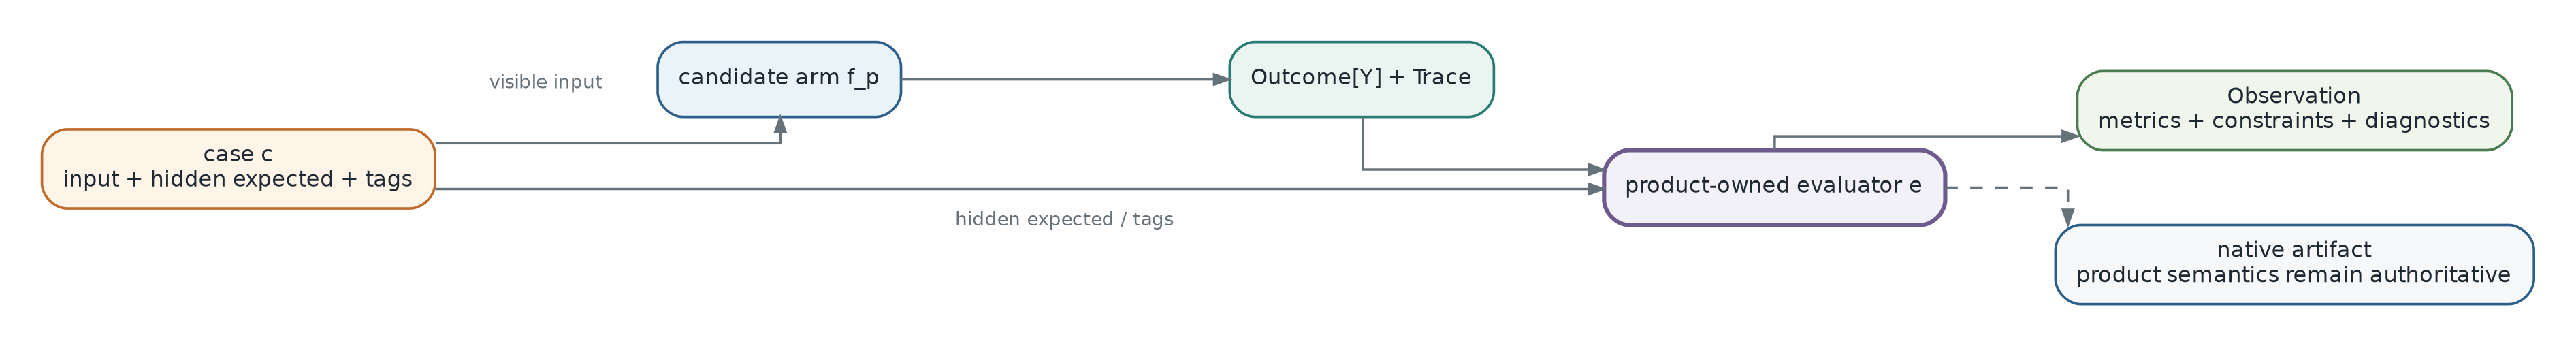 visible input
candidate arm f_p
Outcome[Y] + Trace
case c
input + hidden expected + tags
hidden expected / tags
product-owned evaluator e
Observation
metrics + constraints + diagnostics
native artifact
product semantics remain authoritative